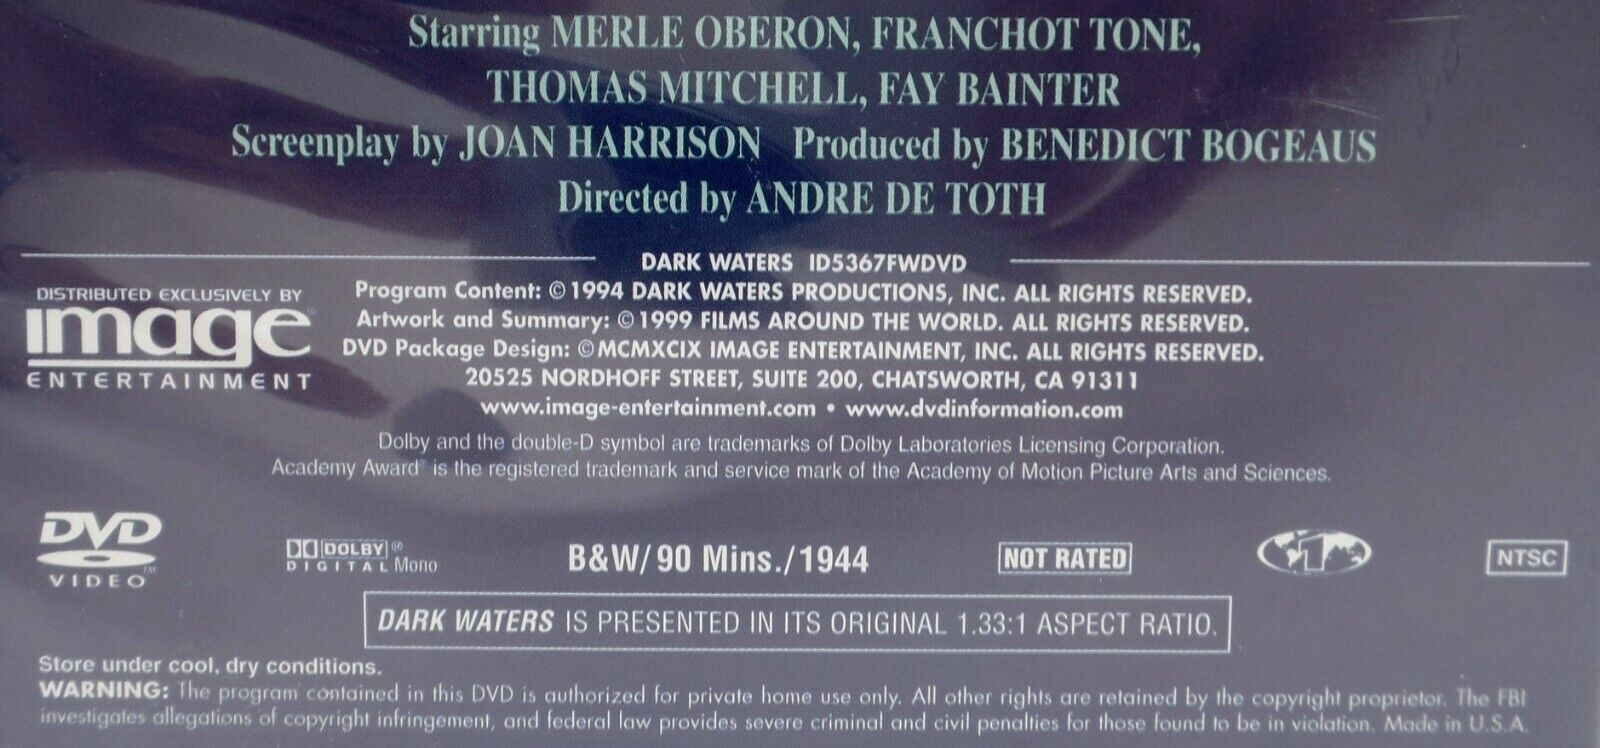 Starring MERLE OBERON, FRANCHOT TONE,
THOMAS MITCHELL, FAY BAINTER
Screenplay by JOAN HARRISON Produced by BENEDICT BOGEAUS
Directed by ANDRE DE TOTH
DARK WATERS ID5367FWDVD
DISTRIBUTED EXCLUSIVELY BY
image
ENTERTAINMENT
Program Content: ©1994 DARK WATERS PRODUCTIONS, INC. ALL RIGHTS RESERVED.
Artwork and Summary: ©1999 FILMS AROUND THE WORLD. ALL RIGHTS RESERVED.
DVD Package Design: ©MCMXCIX IMAGE ENTERTAINMENT, INC. ALL RIGHTS RESERVED.
20525 NORDHOFF STREET, SUITE 200, CHATSWORTH, CA 91311
www.image-entertainment.com • www.dvdinformation.com
Dolby and the double-D symbol are trademarks of Dolby Laboratories Licensing Corporation.
Academy Award® is the registered trademark and service mark of the Academy of Motion Picture Arts and Sciences.
DVD
VIDEO™
DOLBY®
DIGITAL Mono
B&W/90 Mins./1944
NOT RATED
1
NTSC
DARK WATERS IS PRESENTED IN ITS ORIGINAL 1.33:1 ASPECT RATIO.
Store under cool, dry conditions.
WARNING: The program contained in this DVD is authorized for private home use only. All other rights are retained by the copyright proprietor. The FBI
investigates allegations of copyright infringement, and federal law provides severe criminal and civil penalties for those found to be in violation. Made in U.S.A.